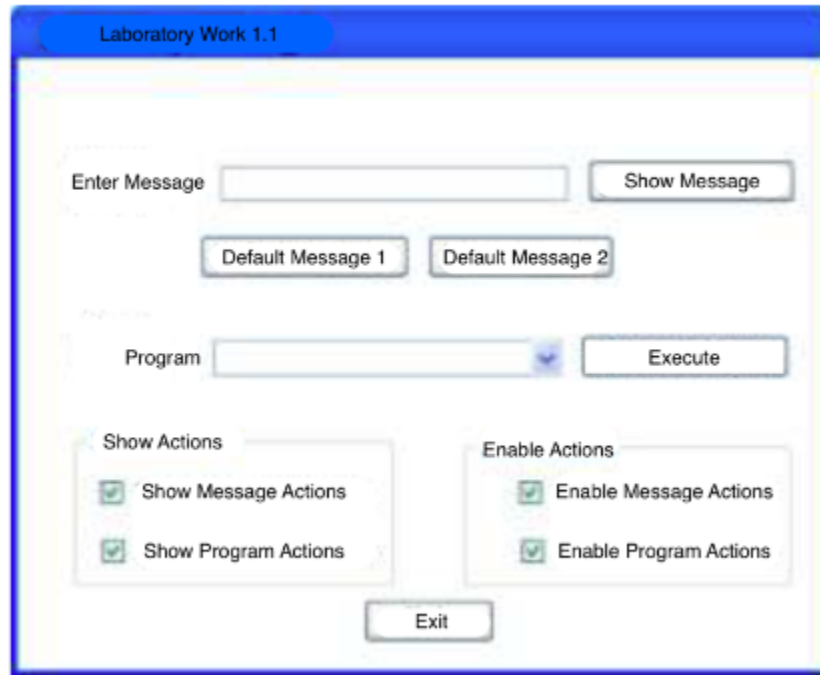 Laboratory Work 1.1
Enter Message
Show Message
Default Message 1
Default Message 2
Program
Execute
Show Actions
Enable Actions
Show Message Actions
Enable Message Actions
Show Program Actions
Enable Program Actions
Exit